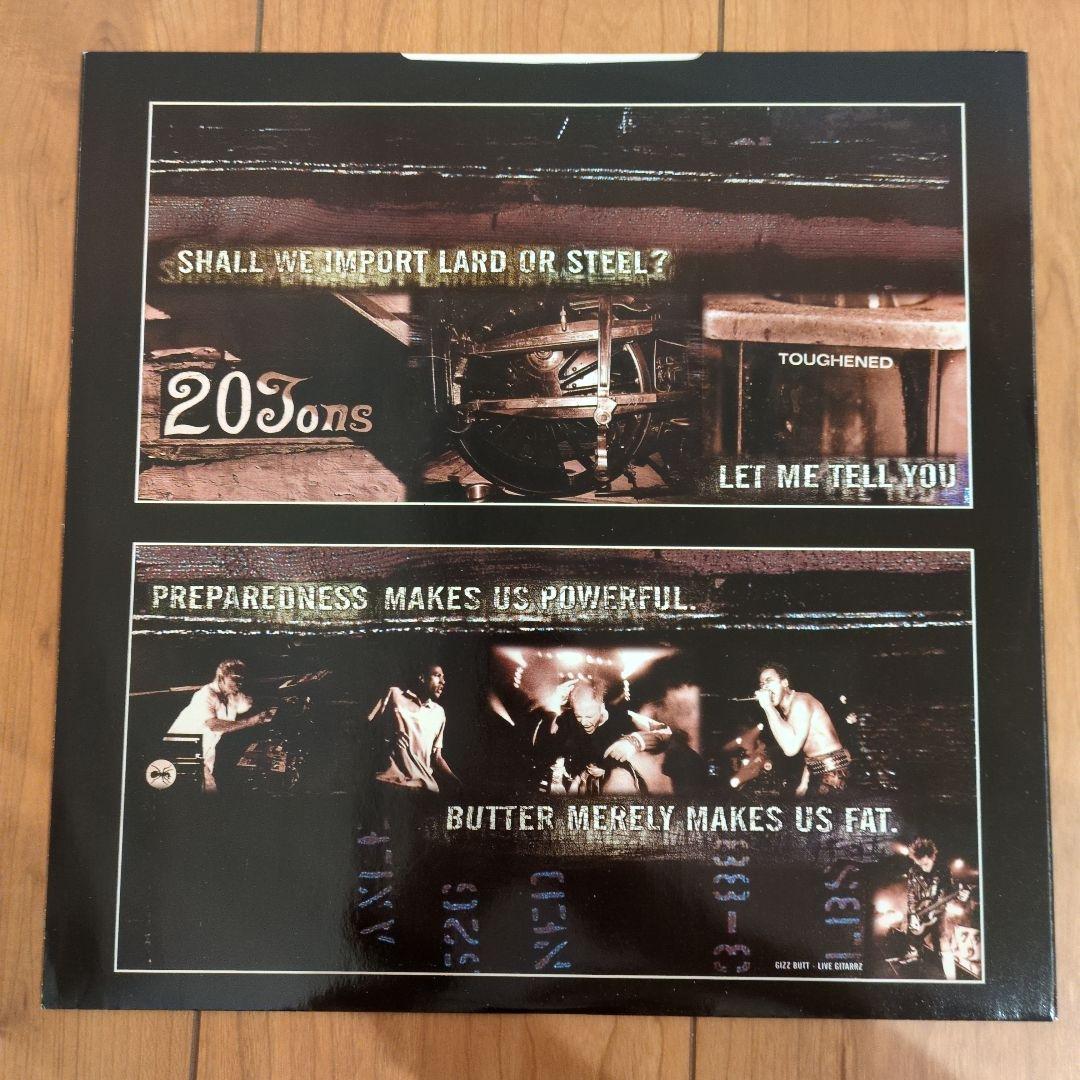 SHALL WE IMPORT LARD OR STEEL?
20Tons
TOUGHENED
LET ME TELL YOU
PREPAREDNESS MAKES US POWERFUL.
BUTTER MERELY MAKES US FAT.
GIZZ BUTT - LIVE GITARRZ